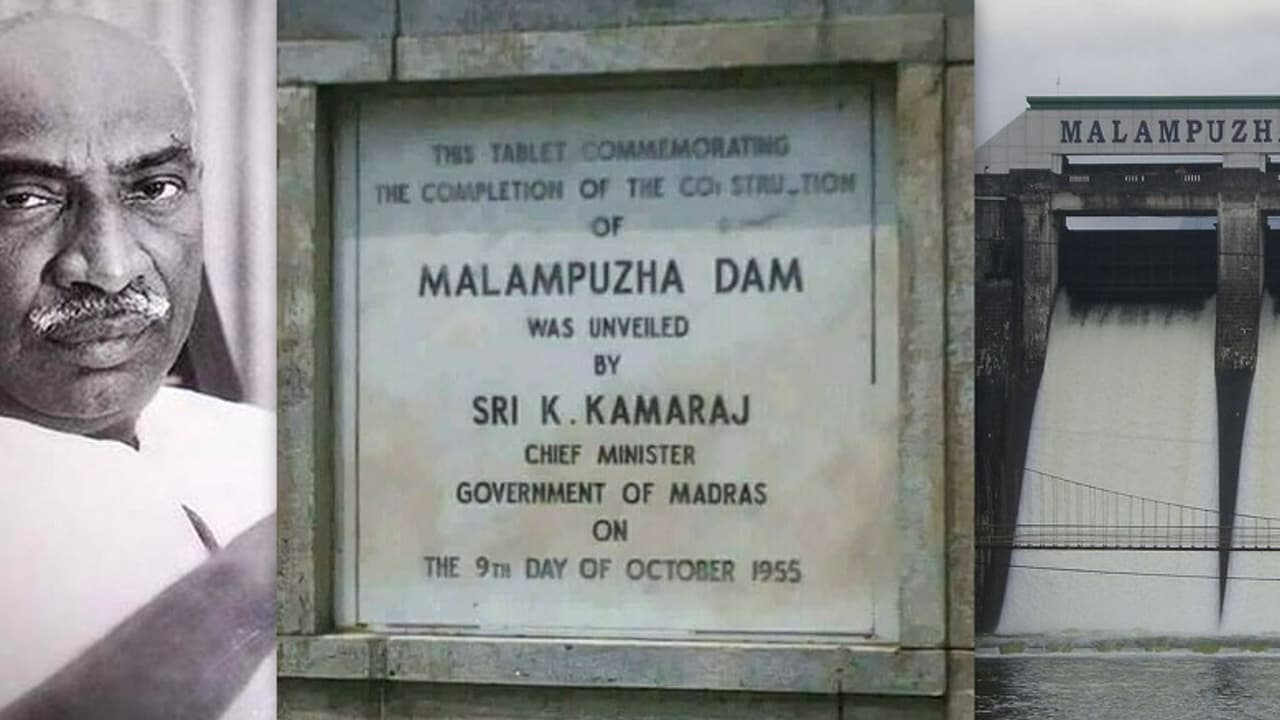 THIS TABLET COMMEMORATING
THE COMPLETION OF THE CONSTRUCTION
OF
MALAMPUZHA DAM
WAS UNVEILED
BY
SRI K. KAMARAJ
CHIEF MINISTER
GOVERNMENT OF MADRAS
ON
THE 9TH DAY OF OCTOBER 1955
MALAMPUZH